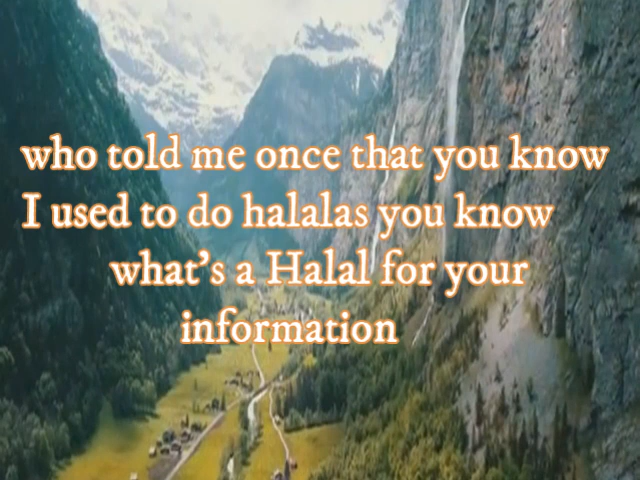 who told me once that you know
I used to do halalas you know
what's a Halal for your
information